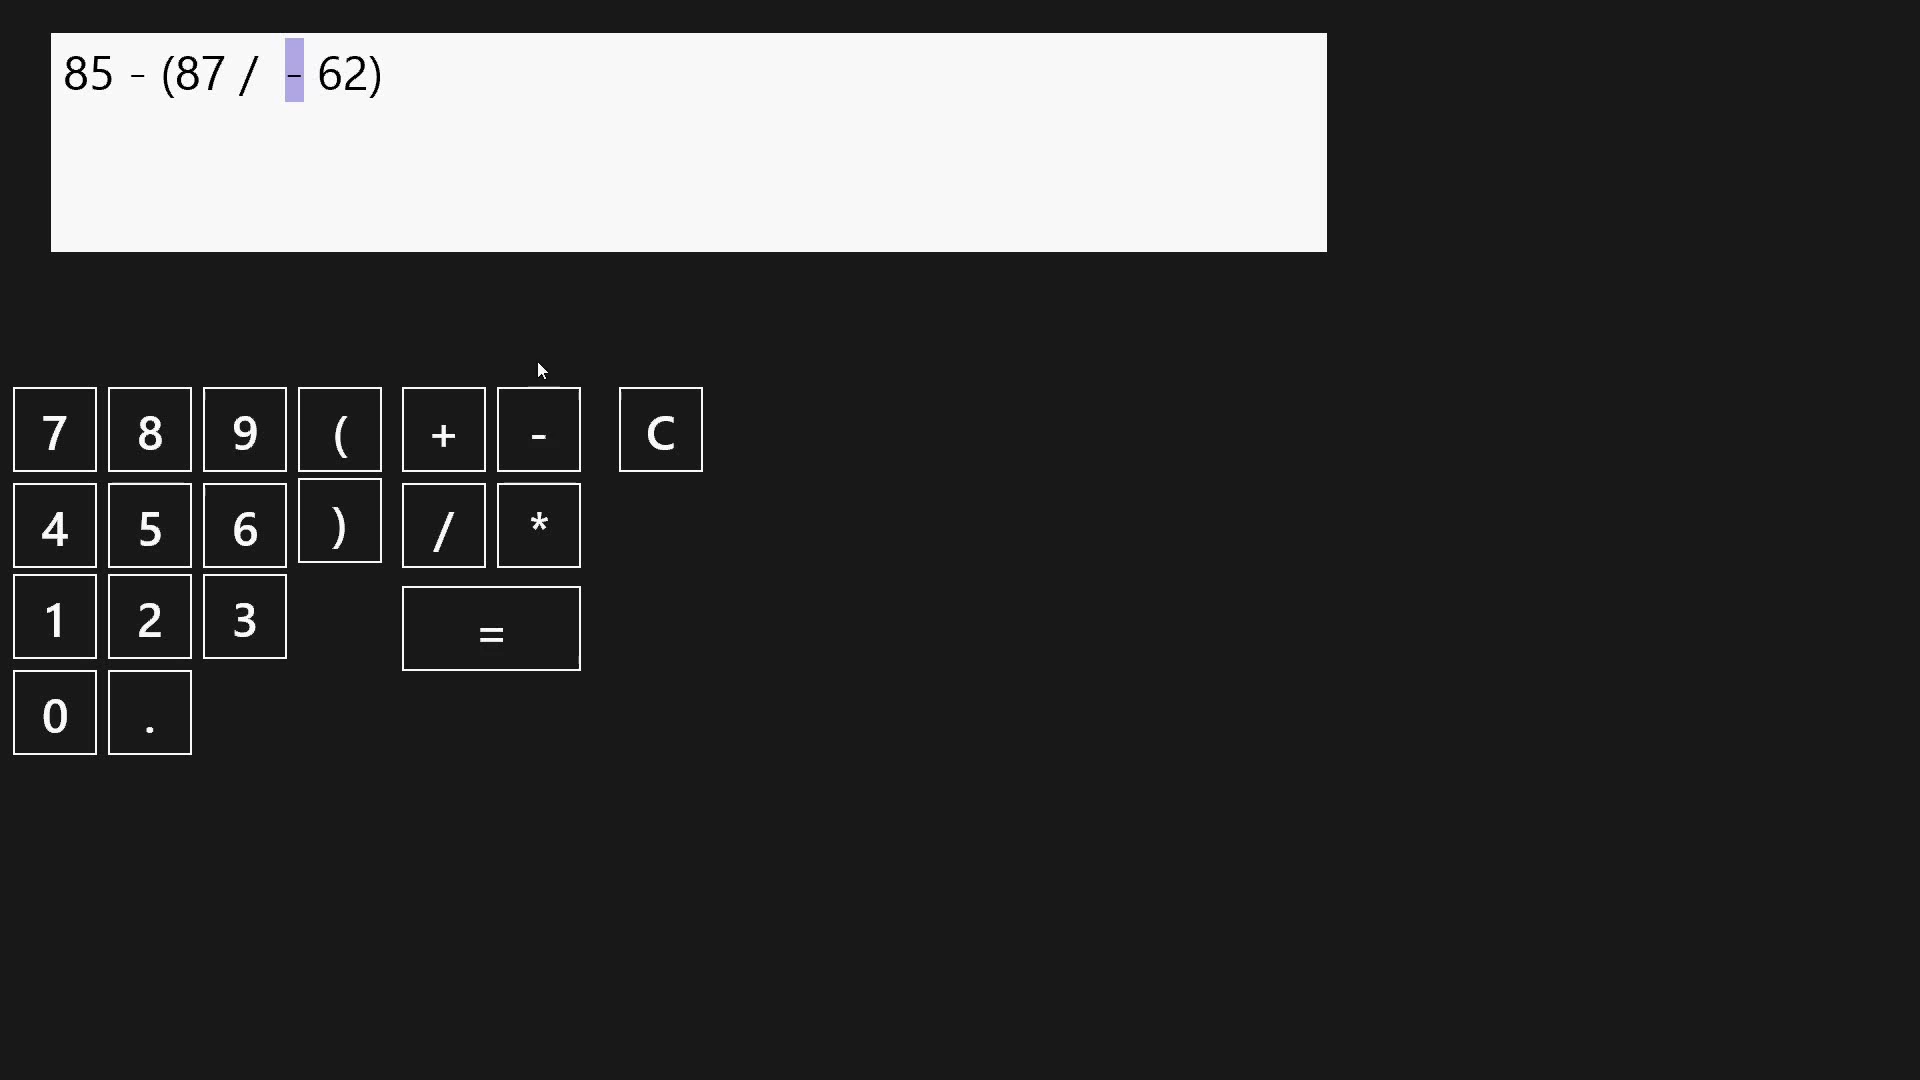 85 - (87 /  - 62)
7 8 9 ( + - C
4 5 6 ) / *
1 2 3 =
0 .